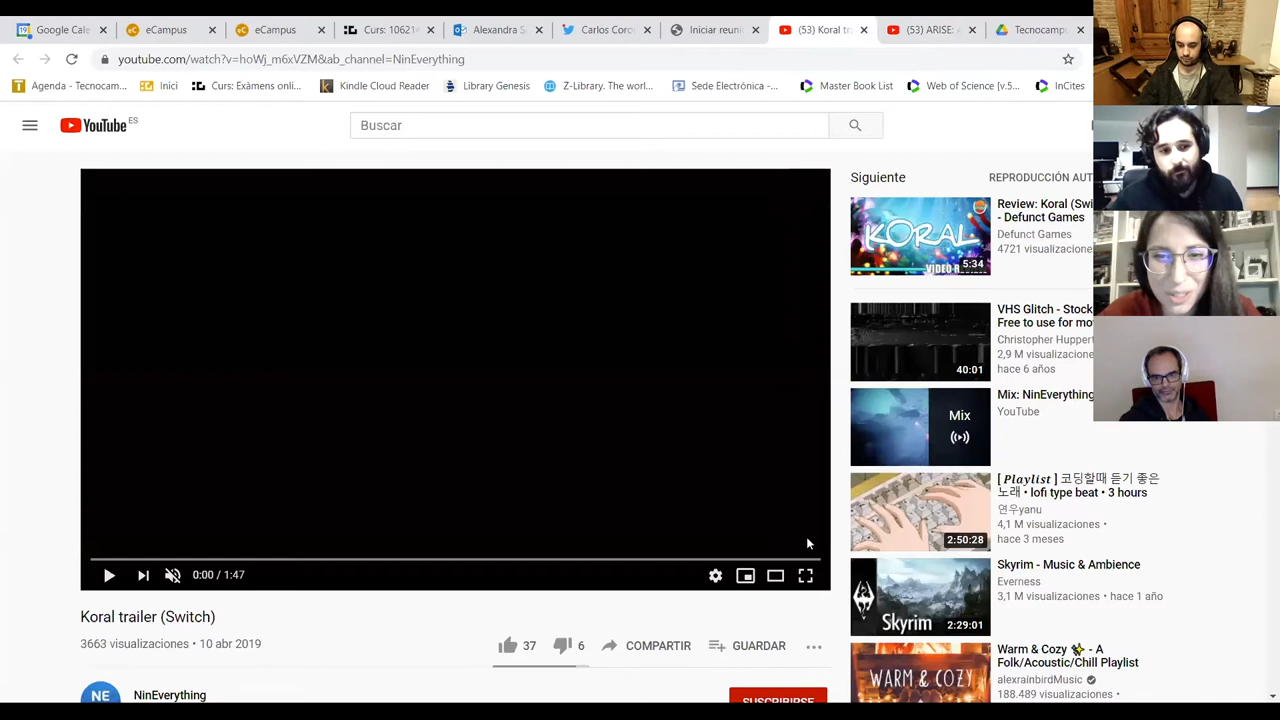 Google Cal
eCampus
eCampus
Curs: 1
Alexand
Carlos, Coro
Iniciar reuni
(53) Koral tr
(53) ARISE
Tecnocamp
youtube.com/watch?v=hoWj_m6xVZM&ab_channel=NinEverything
Agenda - Tecnocam...
Inici
Curs: Exàmens onli...
Kindle Cloud Reader
Library Genesis
Z-Library. The worl...
Sede Electrónica -...
Master Book List
Web of Science [v.5...
InCites
YouTube ES
Buscar
Siguiente
REPRODUCCIÓN AUT
KORAL
VIDEO
5:34
Review: Koral (Swi
- Defunct Games
Defunct Games
4721 visualizacione
40:01
VHS Glitch - Stock
Free to use for mo
Christopher Huppert
2,9 M visualizacione
hace 6 años
Mix
Mix: NinEverything
YouTube
2:50:28
[ Playlist ] 코딩할때 듣기 좋은
노래 • lofi type beat • 3 hours
연우yanu
4,1 M visualizaciones •
hace 3 meses
Skyrim
2:29:01
Skyrim - Music & Ambience
Everness
3,1 M visualizaciones • hace 1 año
WARM & COZY
Warm & Cozy ✨ - A
Folk/Acoustic/Chill Playlist
alexrainbirdMusic
188.489 visualizaciones •
0:00 / 1:47
Koral trailer (Switch)
3663 visualizaciones • 10 abr 2019
37
6
COMPARTIR
GUARDAR
NE
NinEverything
SUSCRIBIRSE